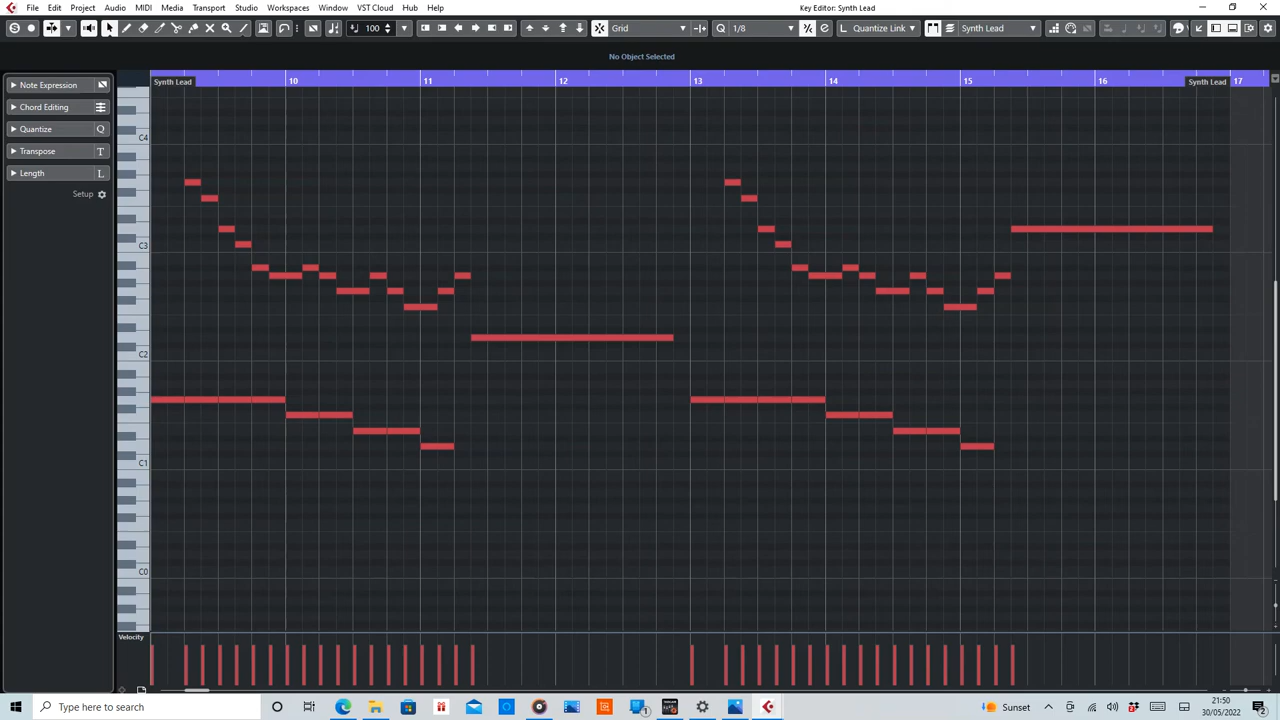 File Edit Project Audio MIDI Media Transport Studio Workspaces Window VST Cloud Hub Help
Key Editor: Synth Lead
100 Grid 1/8 Quantize Link Synth Lead
No Object Selected
Synth Lead 10 11 12 13 14 15 16 Synth Lead 17
Note Expression
Chord Editing
Quantize Q
Transpose T
Length L
Setup
C4
C3
C2
C1
C0
Velocity
Type here to search
Sunset
21:50
30/05/2022